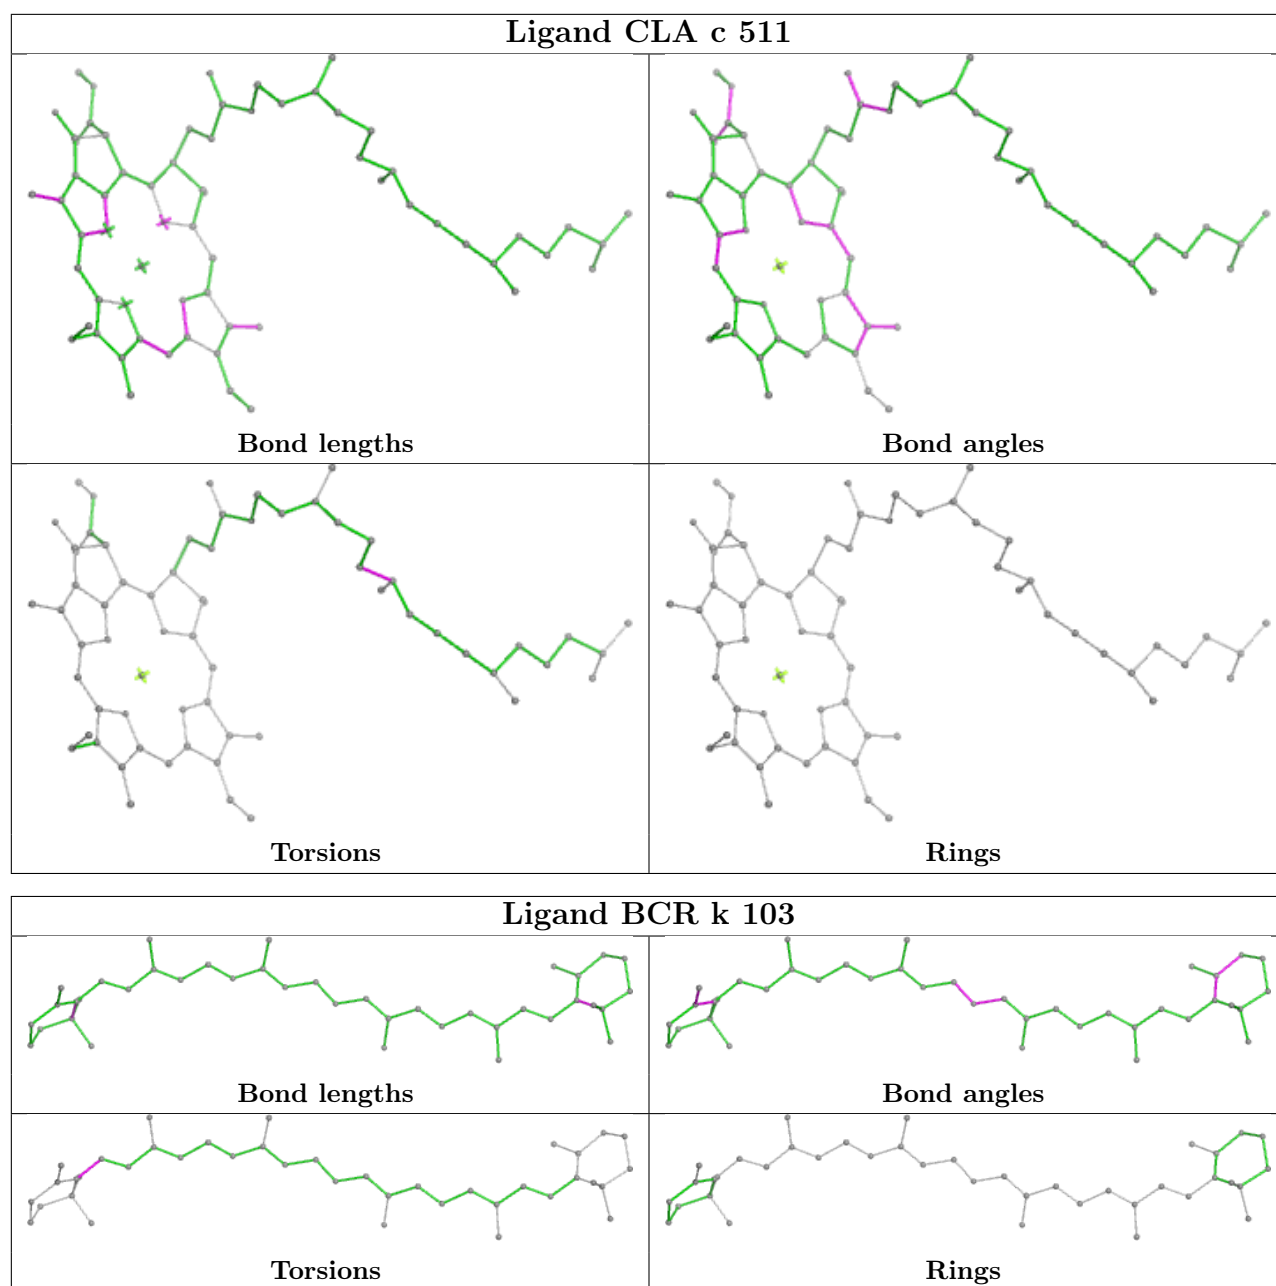 Ligand CLA c 511
Bond lengths
Bond angles
Torsions
Rings
Ligand BCR k 103
Bond lengths
Bond angles
Torsions
Rings